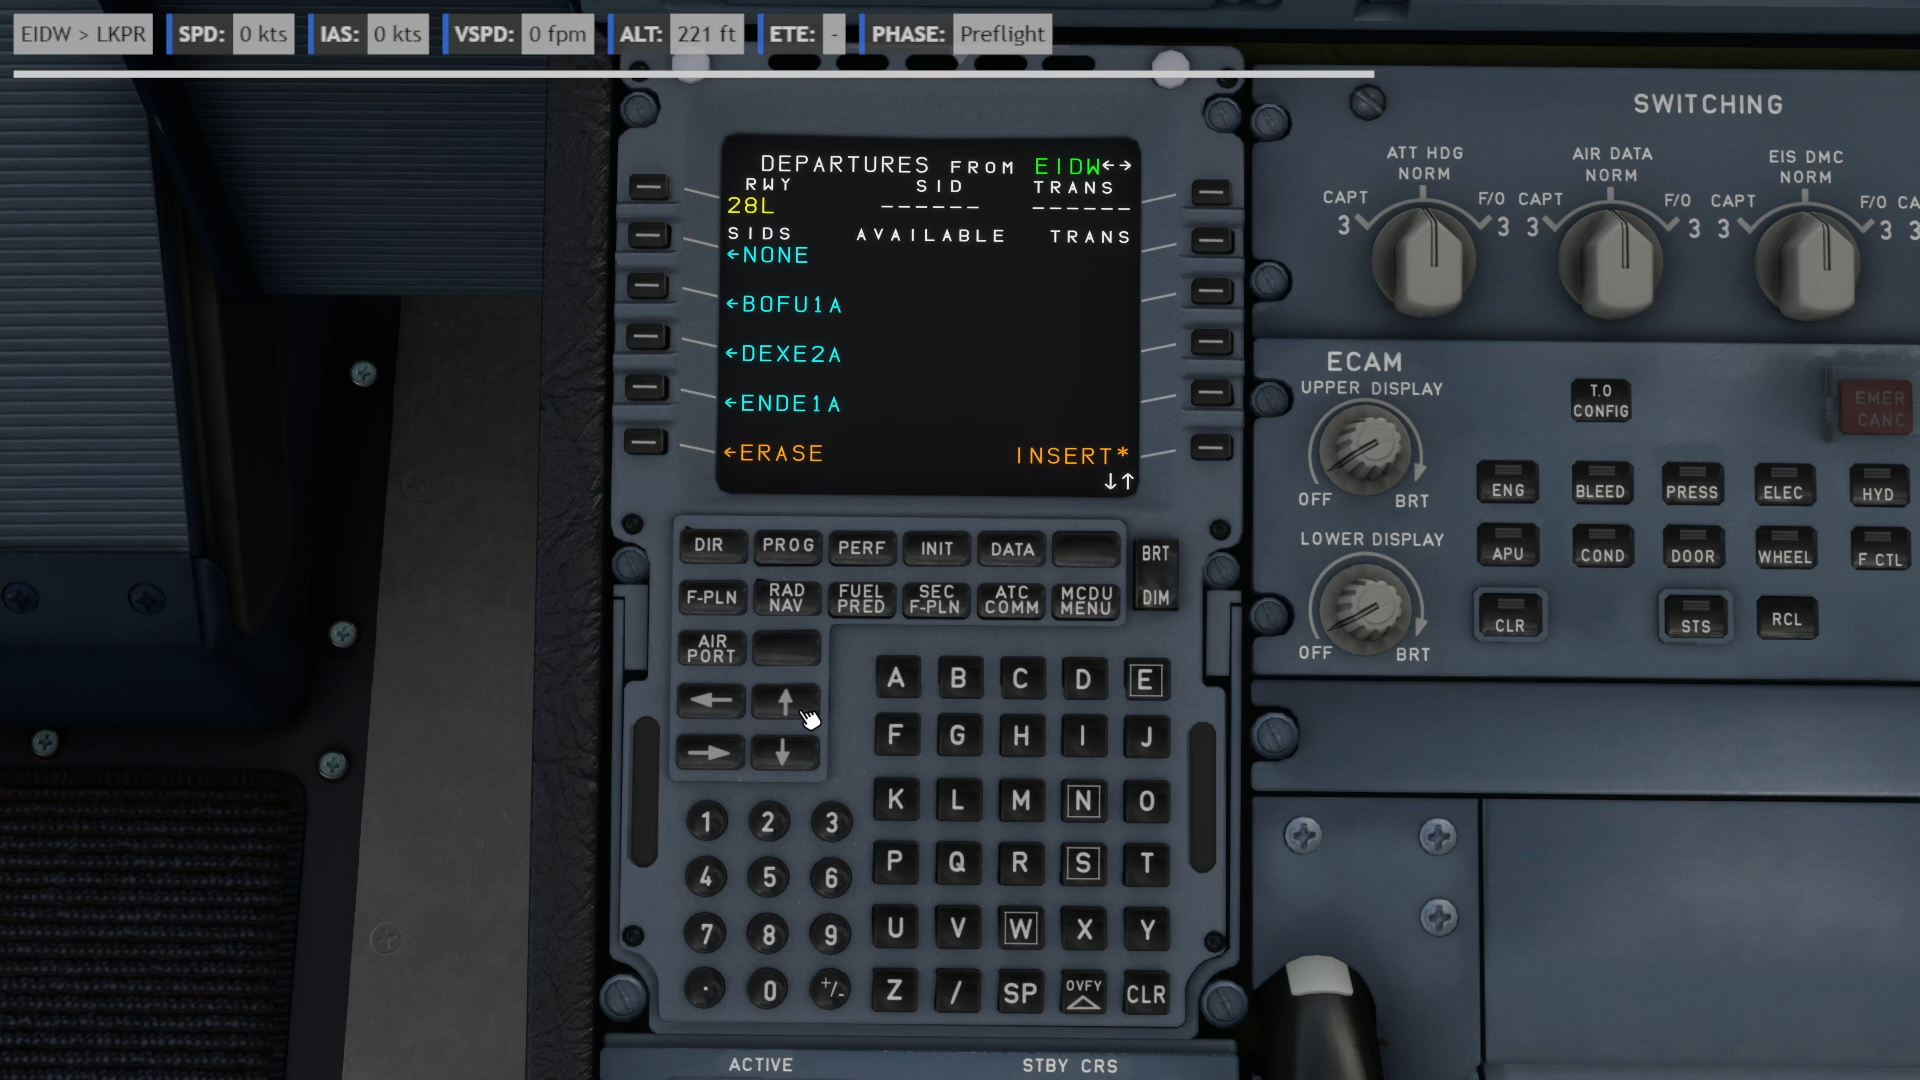 EIDW > LKPR SPD: 0 kts IAS: 0 kts VSPD: 0 fpm ALT: 221 ft ETE: - PHASE: Preflight
DEPARTURES FROM EIDW←→
RWY SID TRANS
28L ------ ------
SIDS AVAILABLE TRANS
←NONE
←BOFU1A
←DEXE2A
←ENDE1A
←ERASE INSERT*
↓↑
DIR PROG PERF INIT DATA
BRT
DIM
F-PLN RAD NAV FUEL PRED SEC F-PLN ATC COMM MCDU MENU
AIR PORT
← ↑
→ ↓
A B C D E
F G H I J
K L M N O
P Q R S T
U V W X Y
Z / SP OVFY CLR
1 2 3
4 5 6
7 8 9
. 0 +/-
ACTIVE STBY CRS
SWITCHING
ATT HDG NORM
CAPT 3 F/O 3
AIR DATA NORM
CAPT 3 F/O 3
EIS DMC NORM
CAPT 3 F/O 3
CA
3
ECAM
UPPER DISPLAY
OFF BRT
LOWER DISPLAY
OFF BRT
T.O CONFIG
EMER CANC
ENG BLEED PRESS ELEC HYD
APU COND DOOR WHEEL F CTL
CLR STS RCL